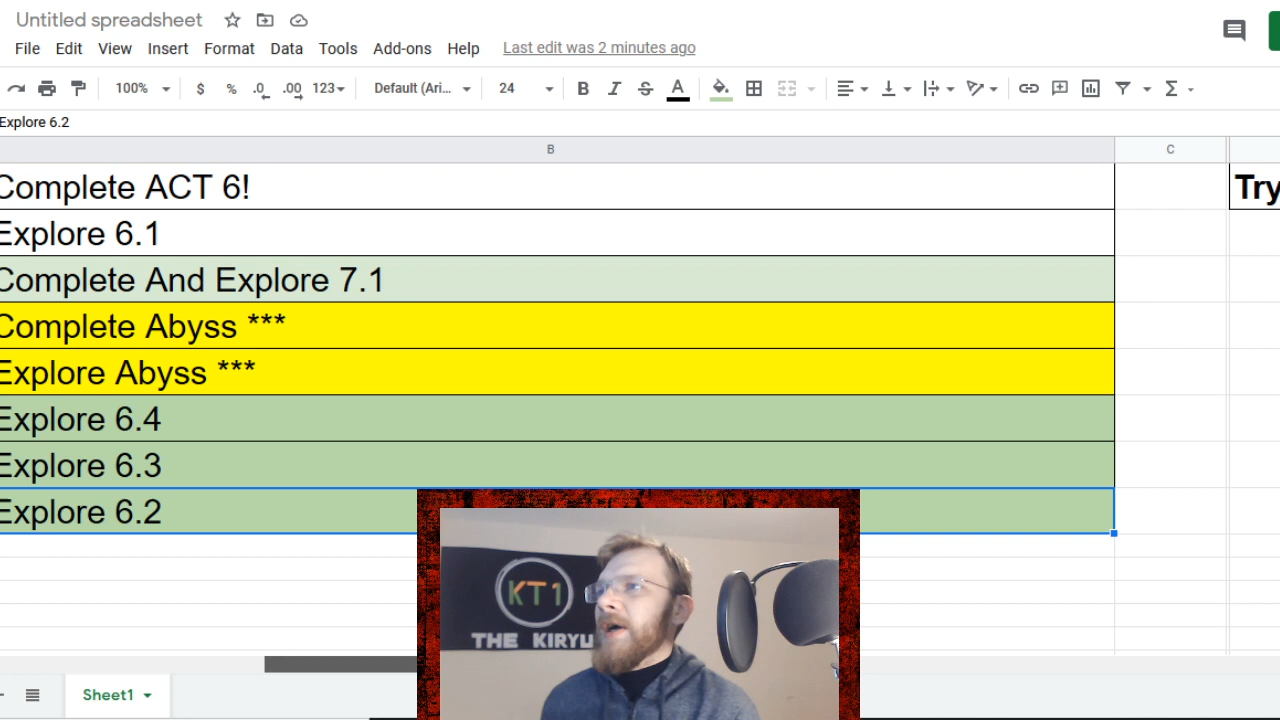 Untitled spreadsheet
File Edit View Insert Format Data Tools Add-ons Help Last edit was 2 minutes ago
100% $ % .0 .00 123 Default (Ari... 24 B I S A Σ
Explore 6.2
B C
Complete ACT 6! Try
Explore 6.1
Complete And Explore 7.1
Complete Abyss ***
Explore Abyss ***
Explore 6.4
Explore 6.3
Explore 6.2
KT1
THE KIRYU
Sheet1